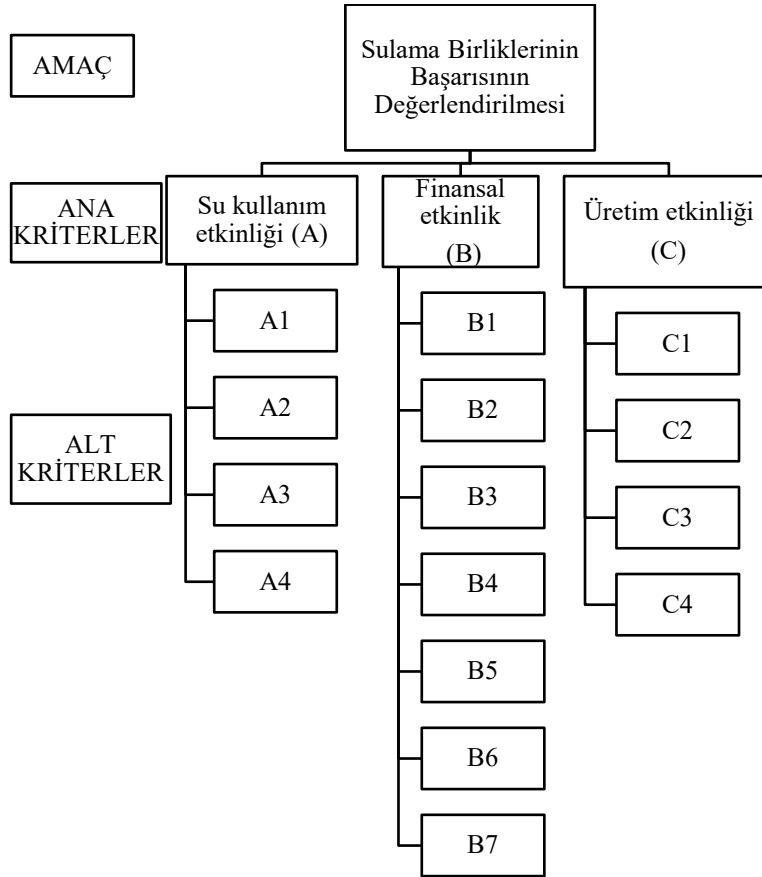 AMAÇ
Sulama Birliklerinin
Başarısının
Değerlendirilmesi
ANA
KRİTERLER
Su kullanım
etkinliği (A)
Finansal
etkinlik
(B)
Üretim etkinliği
(C)
ALT
KRİTERLER
A1
A2
A3
A4
B1
B2
B3
B4
B5
B6
B7
C1
C2
C3
C4